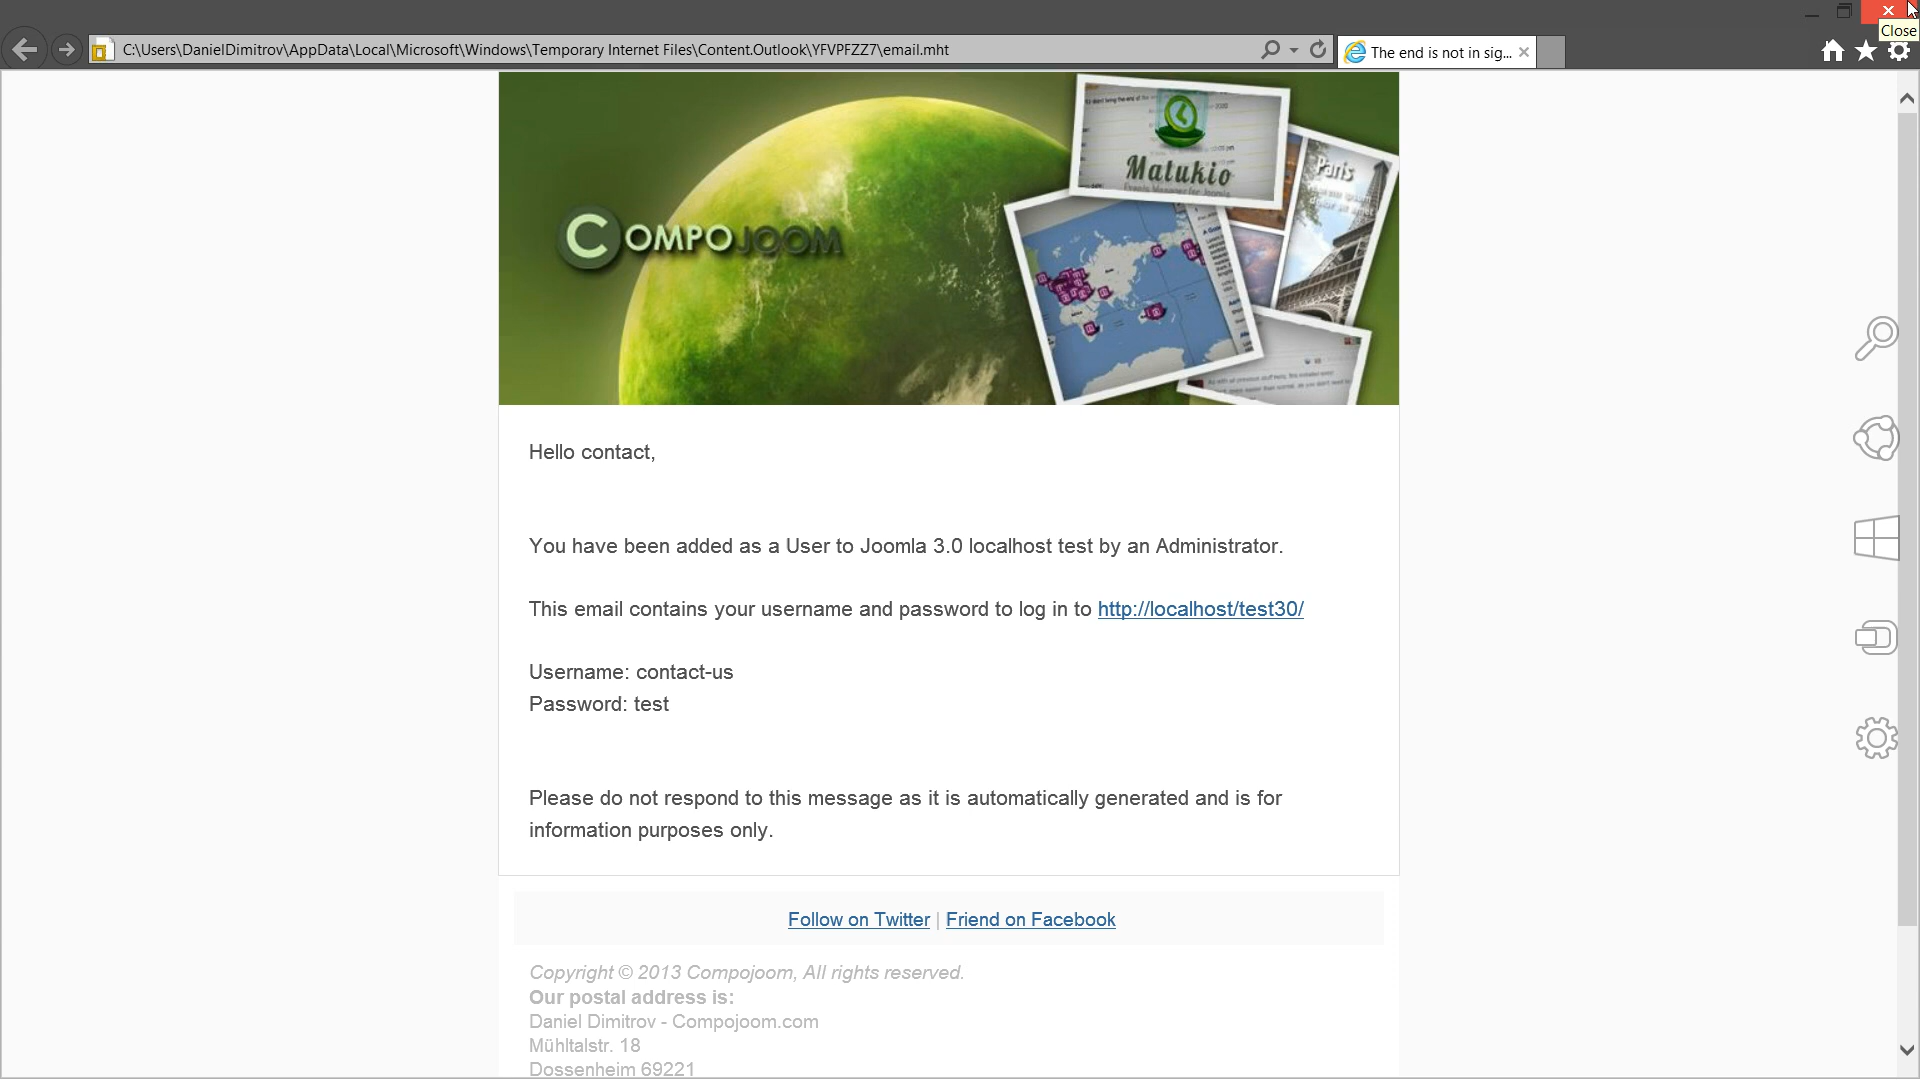 Close
C:\Users\DanielDimitrov\AppData\Local\Microsoft\Windows\Temporary Internet Files\Content.Outlook\YFVPFZZ7\email.mht
The end is not in sig...
COMPOJOOM
Matukio
Events Manager for Joomla
Paris
Hello contact,
You have been added as a User to Joomla 3.0 localhost test by an Administrator.
This email contains your username and password to log in to http://localhost/test30/
Username: contact-us
Password: test
Please do not respond to this message as it is automatically generated and is for
information purposes only.
Follow on Twitter | Friend on Facebook
Copyright © 2013 Compojoom, All rights reserved.
Our postal address is:
Daniel Dimitrov - Compojoom.com
Mühltalstr. 18
Dossenheim 69221